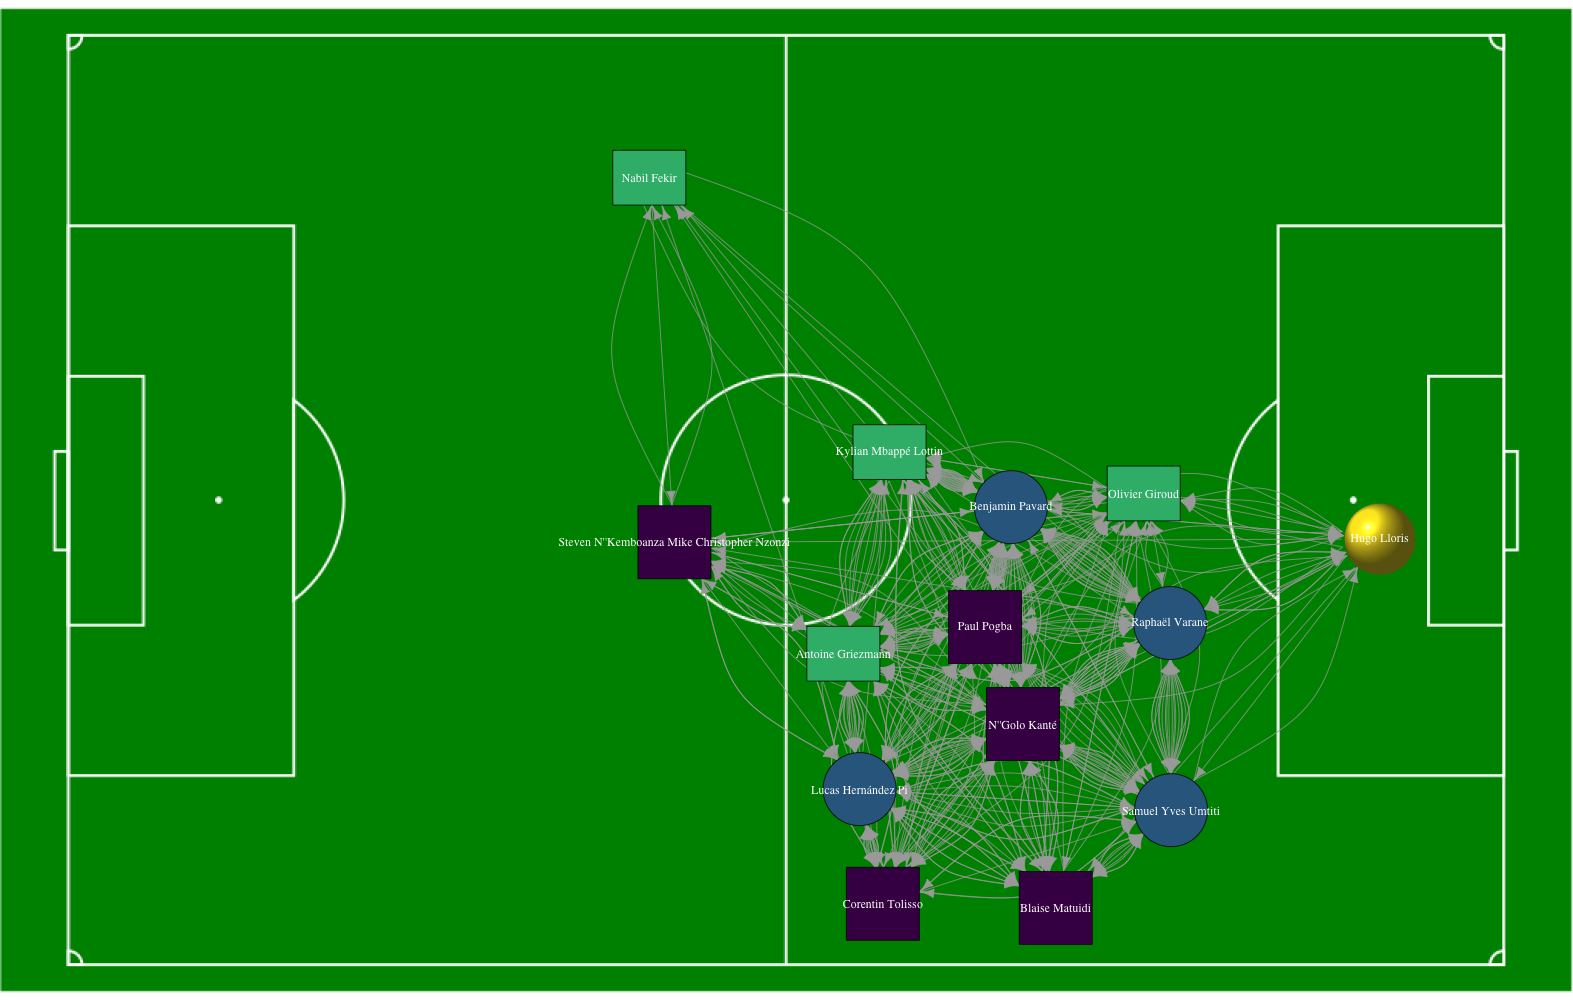 Nabil Fekir
Kylian Mbappé Lottin
Olivier Giroud
Benjamin Pavard
Hugo Lloris
Steven N"Kemboanza Mike Christopher Nzonzi
Raphaël Varane
Paul Pogba
Antoine Griezmann
N"Golo Kanté
Lucas Hernández Pi
Samuel Yves Umtiti
Corentin Tolisso
Blaise Matuidi